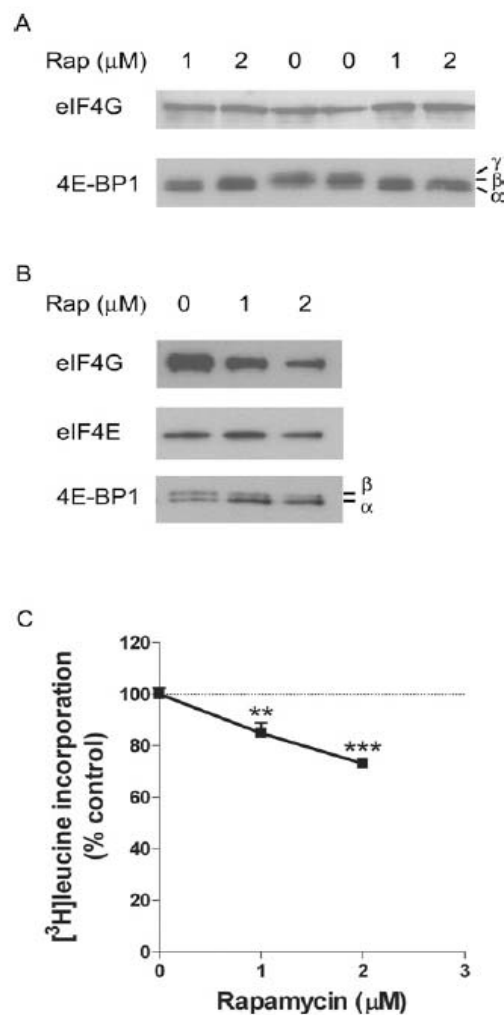 A
Rap (μM) 1 2 0 0 1 2
eIF4G
4E-BP1
γ
β
α
B
Rap (μM) 0 1 2
eIF4G
eIF4E
4E-BP1
β
α
C
[³H]leucine incorporation
(% control)
120
100
80
60
40
20
0
**
***
0 1 2 3
Rapamycin (μM)